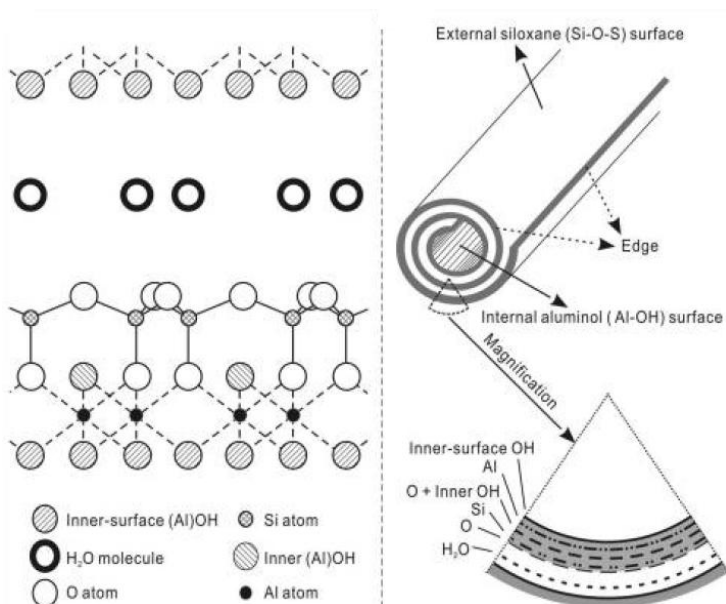 External siloxane (Si-O-S) surface
Edge
Internal aluminol ( Al-OH) surface
Magnification
Inner-surface OH
Al
O + Inner OH
Si
O
H₂O
Inner-surface (Al)OH
Si atom
H₂O molecule
Inner (Al)OH
O atom
Al atom